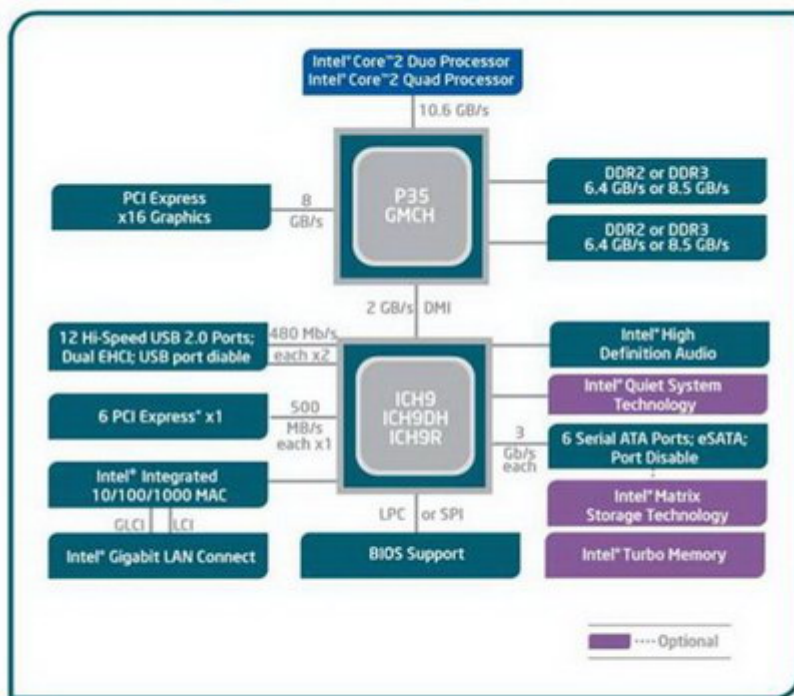 Intel® Core™2 Duo Processor
Intel® Core™2 Quad Processor
10.6 GB/s
PCI Express
x16 Graphics
8
GB/s
P35
GMCH
DDR2 or DDR3
6.4 GB/s or 8.5 GB/s
DDR2 or DDR3
6.4 GB/s or 8.5 GB/s
2 GB/s DMI
12 Hi-Speed USB 2.0 Ports;
Dual EHCI; USB port diable
480 Mb/s
each x2
6 PCI Express* x1
500
MB/s
each x1
Intel® Integrated
10/100/1000 MAC
GLCI LCI
Intel® Gigabit LAN Connect
ICH9
ICH9DH
ICH9R
LPC or SPI
BIOS Support
Intel® High
Definition Audio
Intel® Quiet System
Technology
3
Gb/s
each
6 Serial ATA Ports; eSATA;
Port Disable
Intel® Matrix
Storage Technology
Intel® Turbo Memory
Optional